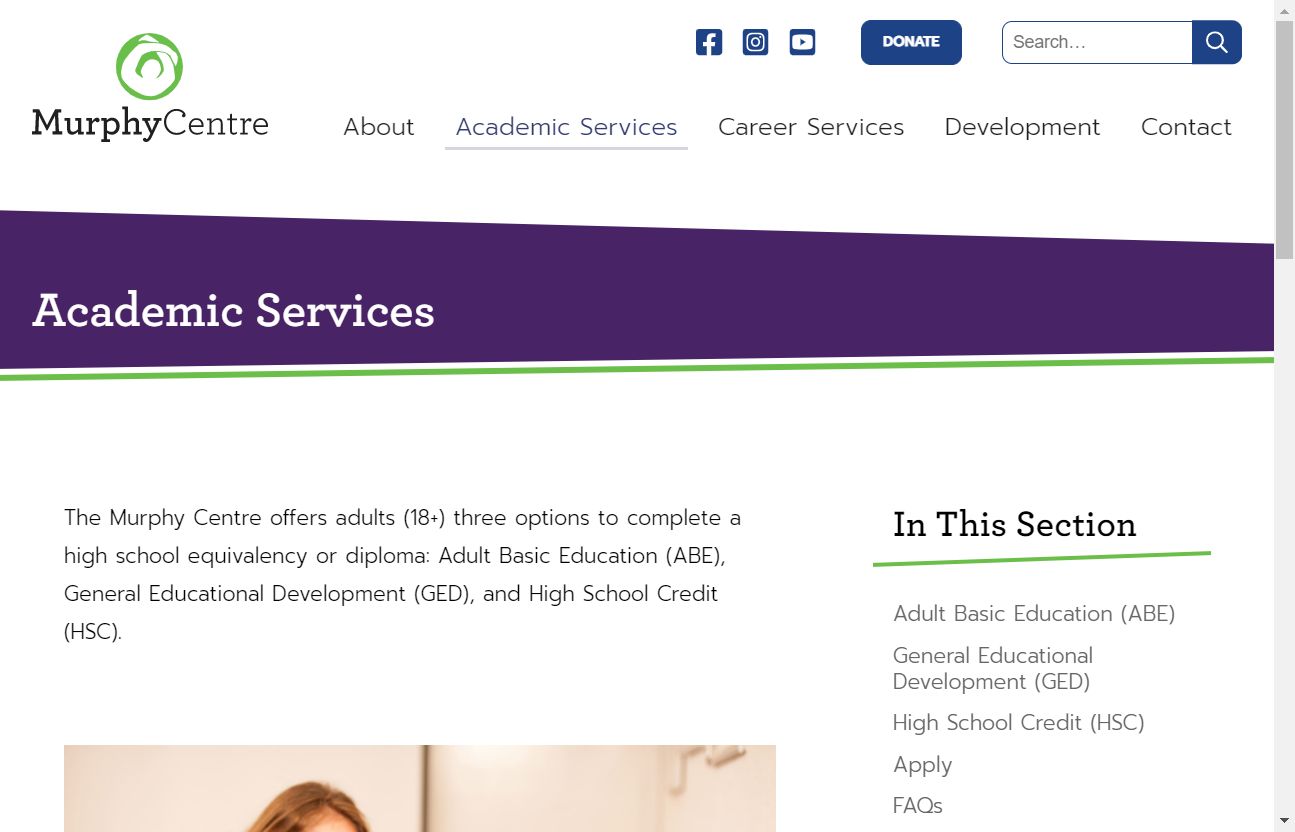 DONATE
Search...
MurphyCentre
About
Academic Services
Career Services
Development
Contact
Academic Services
The Murphy Centre offers adults (18+) three options to complete a
high school equivalency or diploma: Adult Basic Education (ABE),
General Educational Development (GED), and High School Credit
(HSC).
In This Section
Adult Basic Education (ABE)
General Educational
Development (GED)
High School Credit (HSC)
Apply
FAQs